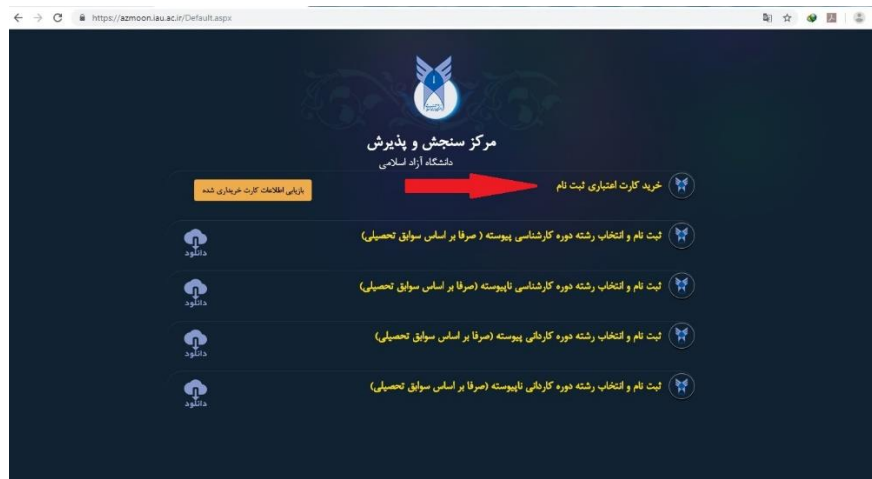 https://azmoon.iau.ac.ir/Default.aspx
مرکز سنجش و پذیرش
دانشگاه آزاد اسلامی
خرید کارت اعتباری ثبت نام
بازیابی اطلاعات کارت خریداری شده
ثبت نام و انتخاب رشته دوره کارشناسی پیوسته ( صرفا بر اساس سوابق تحصیلی)
دانلود
ثبت نام و انتخاب رشته دوره کارشناسی ناپیوسته (صرفا بر اساس سوابق تحصیلی)
دانلود
ثبت نام و انتخاب رشته دوره کاردانی پیوسته (صرفا بر اساس سوابق تحصیلی)
دانلود
ثبت نام و انتخاب رشته دوره کاردانی ناپیوسته (صرفا بر اساس سوابق تحصیلی)
دانلود